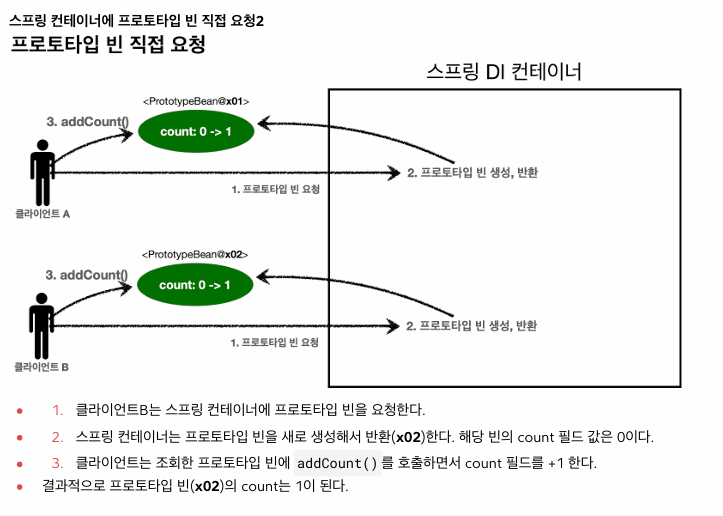 스프링 컨테이너에 프로토타입 빈 직접 요청2
프로토타입 빈 직접 요청
스프링 DI 컨테이너
<PrototypeBean@x01>
3. addCount()
count: 0 -> 1
2. 프로토타입 빈 생성, 반환
1. 프로토타입 빈 요청
클라이언트 A
<PrototypeBean@x02>
3. addCount()
count: 0 -> 1
2. 프로토타입 빈 생성, 반환
1. 프로토타입 빈 요청
클라이언트 B
1. 클라이언트B는 스프링 컨테이너에 프로토타입 빈을 요청한다.
2. 스프링 컨테이너는 프로토타입 빈을 새로 생성해서 반환(x02)한다. 해당 빈의 count 필드 값은 0이다.
3. 클라이언트는 조회한 프로토타입 빈에 addCount() 를 호출하면서 count 필드를 +1 한다.
결과적으로 프로토타입 빈(x02)의 count는 1이 된다.